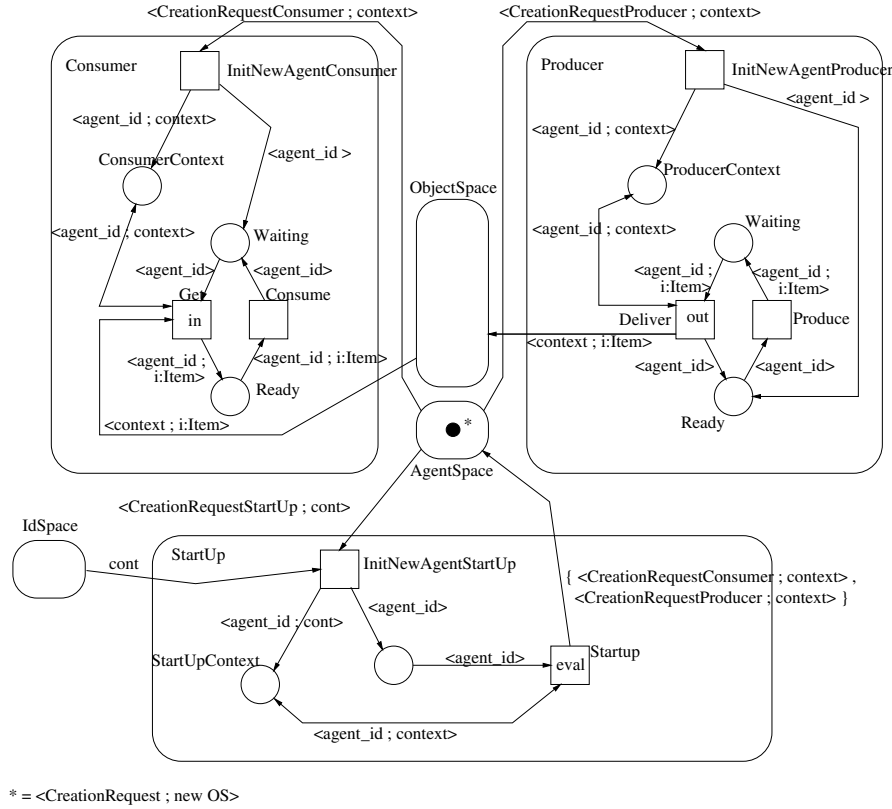 <CreationRequestConsumer ; context>
<CreationRequestProducer ; context>
Consumer
InitNewAgentConsumer
Producer
InitNewAgentProducer
<agent_id >
<agent_id ; context>
<agent_id ; context>
<agent_id >
ConsumerContext
ProducerContext
ObjectSpace
<agent_id ; context>
Waiting
<agent_id ; context>
Waiting
<agent_id>
<agent_id>
<agent_id ;
i:Item>
<agent_id ;
i:Item>
Get
Consume
in
Deliver
out
Produce
<context ; i:Item>
<agent_id ;
i:Item>
<agent_id ; i:Item>
<agent_id>
<agent_id>
Ready
<context ; i:Item>
Ready
*
AgentSpace
<CreationRequestStartUp ; cont>
IdSpace
cont
StartUp
InitNewAgentStartUp
{ <CreationRequestConsumer ; context> ,
<CreationRequestProducer ; context> }
<agent_id>
<agent_id ; cont>
StartUpContext
<agent_id>
Startup
eval
<agent_id ; context>
* = <CreationRequest ; new OS>